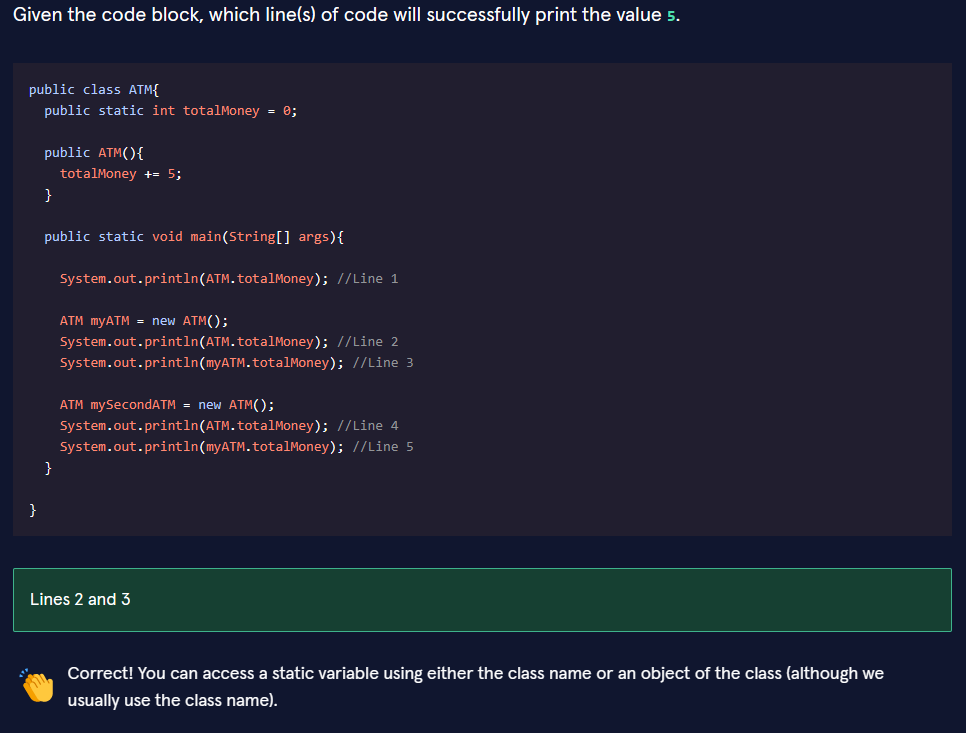 Given the code block, which line(s) of code will successfully print the value 5.
public class ATM{
  public static int totalMoney = 0;
  public ATM(){
    totalMoney += 5;
  }
  public static void main(String[] args){
    System.out.println(ATM.totalMoney); //Line 1
    ATM myATM = new ATM();
    System.out.println(ATM.totalMoney); //Line 2
    System.out.println(myATM.totalMoney); //Line 3
    ATM mySecondATM = new ATM();
    System.out.println(ATM.totalMoney); //Line 4
    System.out.println(myATM.totalMoney); //Line 5
  }
}
Lines 2 and 3
Correct! You can access a static variable using either the class name or an object of the class (although we
usually use the class name).